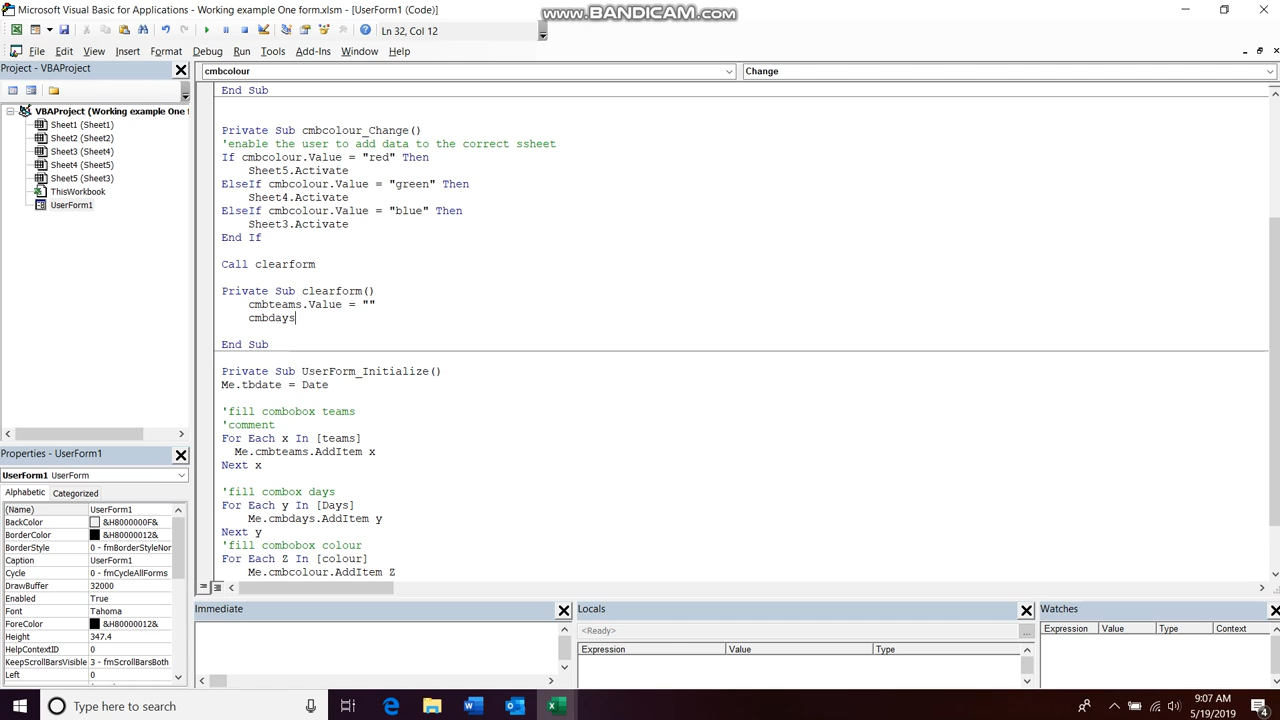 Microsoft Visual Basic for Applications - Working example One form.xlsm - [UserForm1 (Code)]
www.BANDICAM.com
Ln 32, Col 12
File Edit View Insert Format Debug Run Tools Add-Ins Window Help
Project - VBAProject
cmbcolour
Change
VBAProject (Working example One f
Sheet1 (Sheet1)
Sheet2 (Sheet2)
Sheet3 (Sheet4)
Sheet4 (Sheet5)
Sheet5 (Sheet3)
ThisWorkbook
UserForm1
End Sub
Private Sub cmbcolour_Change()
'enable the user to add data to the correct ssheet
If cmbcolour.Value = "red" Then
Sheet5.Activate
ElseIf cmbcolour.Value = "green" Then
Sheet4.Activate
ElseIf cmbcolour.Value = "blue" Then
Sheet3.Activate
End If
Call clearform
Private Sub clearform()
cmbteams.Value = ""
cmbdays
End Sub
Private Sub UserForm_Initialize()
Me.tbdate = Date
'fill combobox teams
'comment
For Each x In [teams]
Me.cmbteams.AddItem x
Next x
'fill combox days
For Each y In [Days]
Me.cmbdays.AddItem y
Next y
'fill combobox colour
For Each Z In [colour]
Me.cmbcolour.AddItem Z
Properties - UserForm1
UserForm1 UserForm
Alphabetic Categorized
(Name) UserForm1
BackColor &H8000000F&
BorderColor &H80000012&
BorderStyle 0 - fmBorderStyleNor
Caption UserForm1
Cycle 0 - fmCycleAllForms
DrawBuffer 32000
Enabled True
Font Tahoma
ForeColor &H80000012&
Height 347.4
HelpContextID 0
KeepScrollBarsVisible 3 - fmScrollBarsBoth
Left 0
Immediate
Locals
<Ready>
...
Expression Value Type
Watches
Expression Value Type Context
Type here to search
9:07 AM
5/19/2019
4